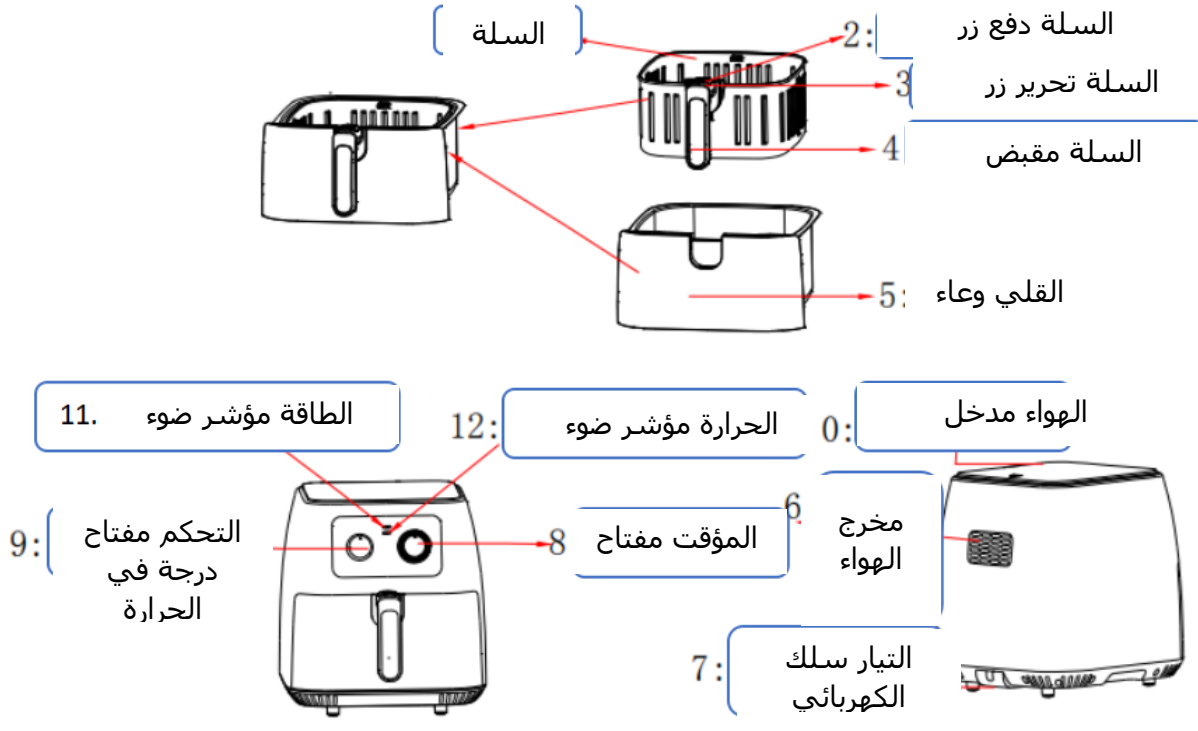 السلة
2: السلة دفع زر
3 السلة تحرير زر
4 السلة مقبض
5: القلي وعاء
11. الطاقة مؤشر ضوء
12: الحرارة مؤشر ضوء
0: الهواء مدخل
9: التحكم مفتاح
درجة في
الحرارة
8 المؤقت مفتاح
6 مخرج
الهواء
7: التيار سلك
الكهربائي